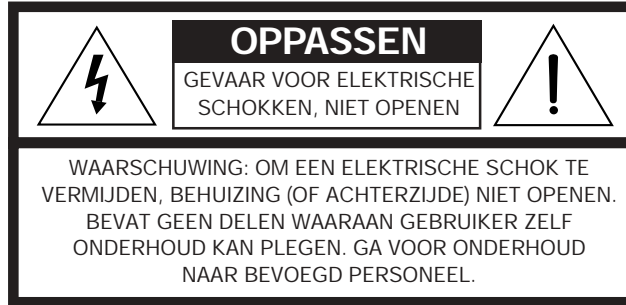 OPPASSEN
GEVAAR VOOR ELEKTRISCHE
SCHOKKEN, NIET OPENEN
WAARSCHUWING: OM EEN ELEKTRISCHE SCHOK TE
VERMIJDEN, BEHUIZING (OF ACHTERZIJDE) NIET OPENEN.
BEVAT GEEN DELEN WAARAAN GEBRUIKER ZELF
ONDERHOUD KAN PLEGEN. GA VOOR ONDERHOUD
NAAR BEVOEGD PERSONEEL.